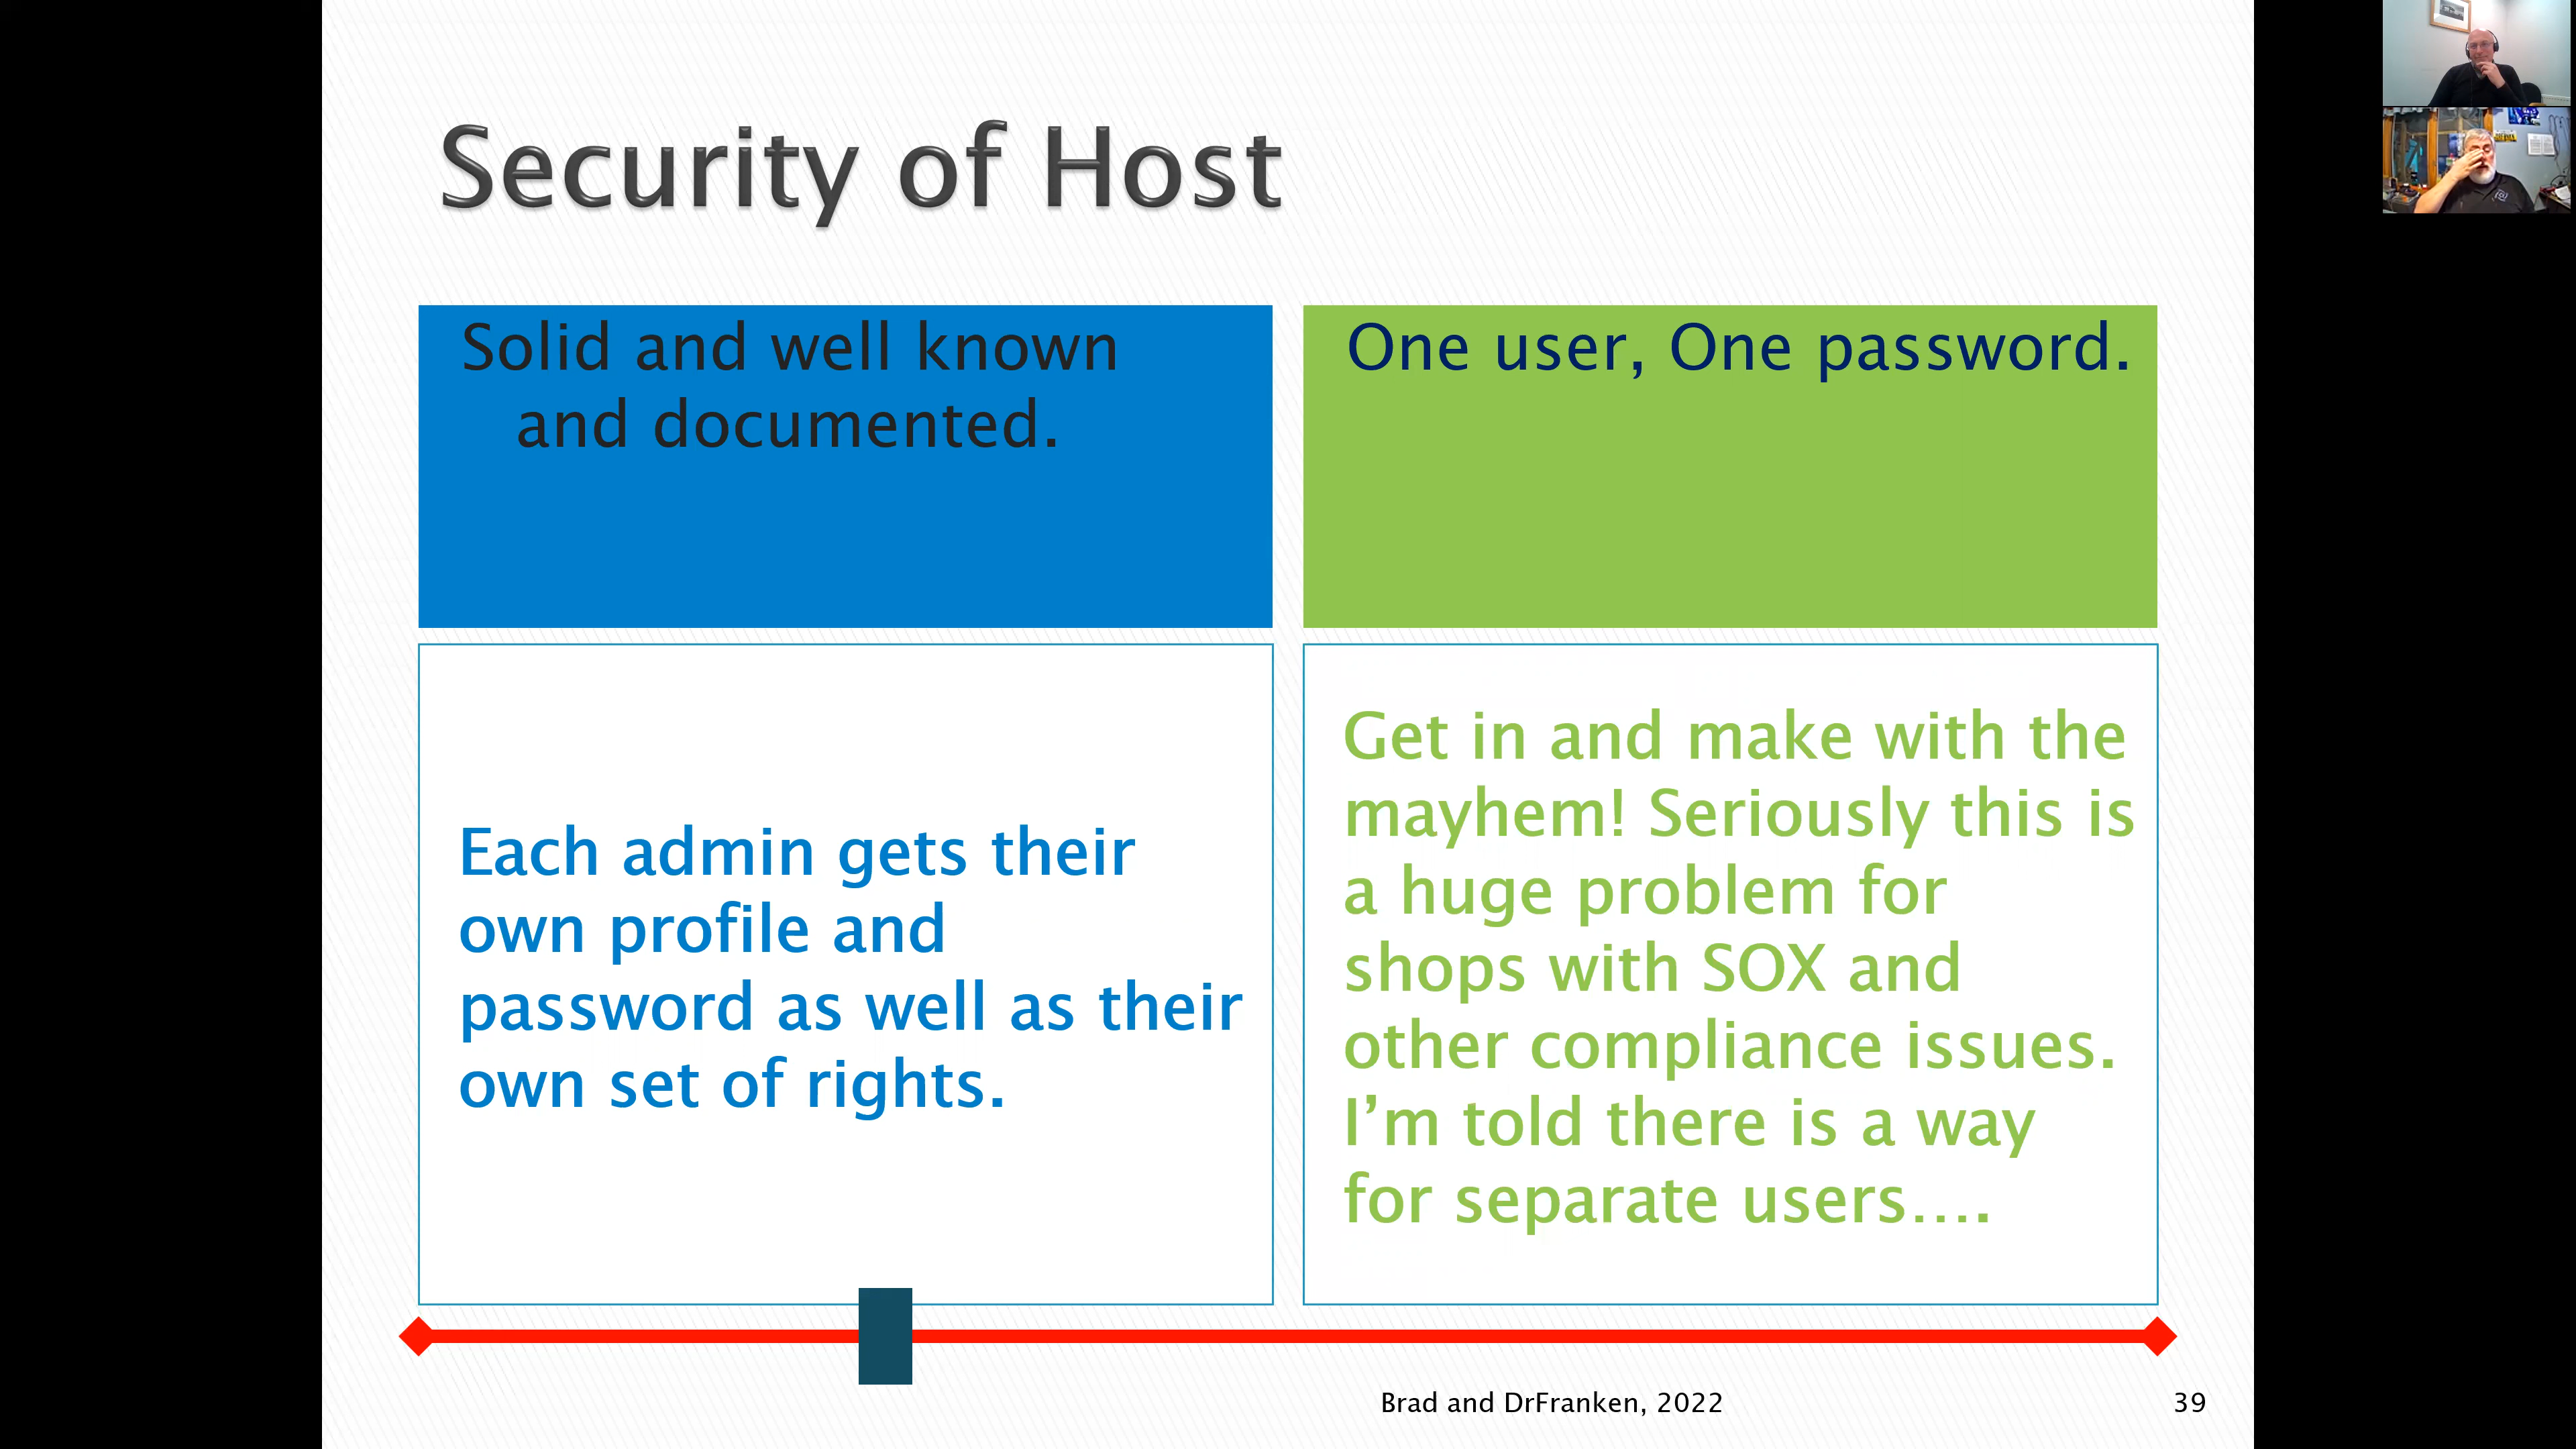 Security of Host
Solid and well known
and documented.
One user, One password.
Each admin gets their
own profile and
password as well as their
own set of rights.
Get in and make with the
mayhem! Seriously this is
a huge problem for
shops with SOX and
other compliance issues.
I’m told there is a way
for separate users....
Brad and DrFranken, 2022
39